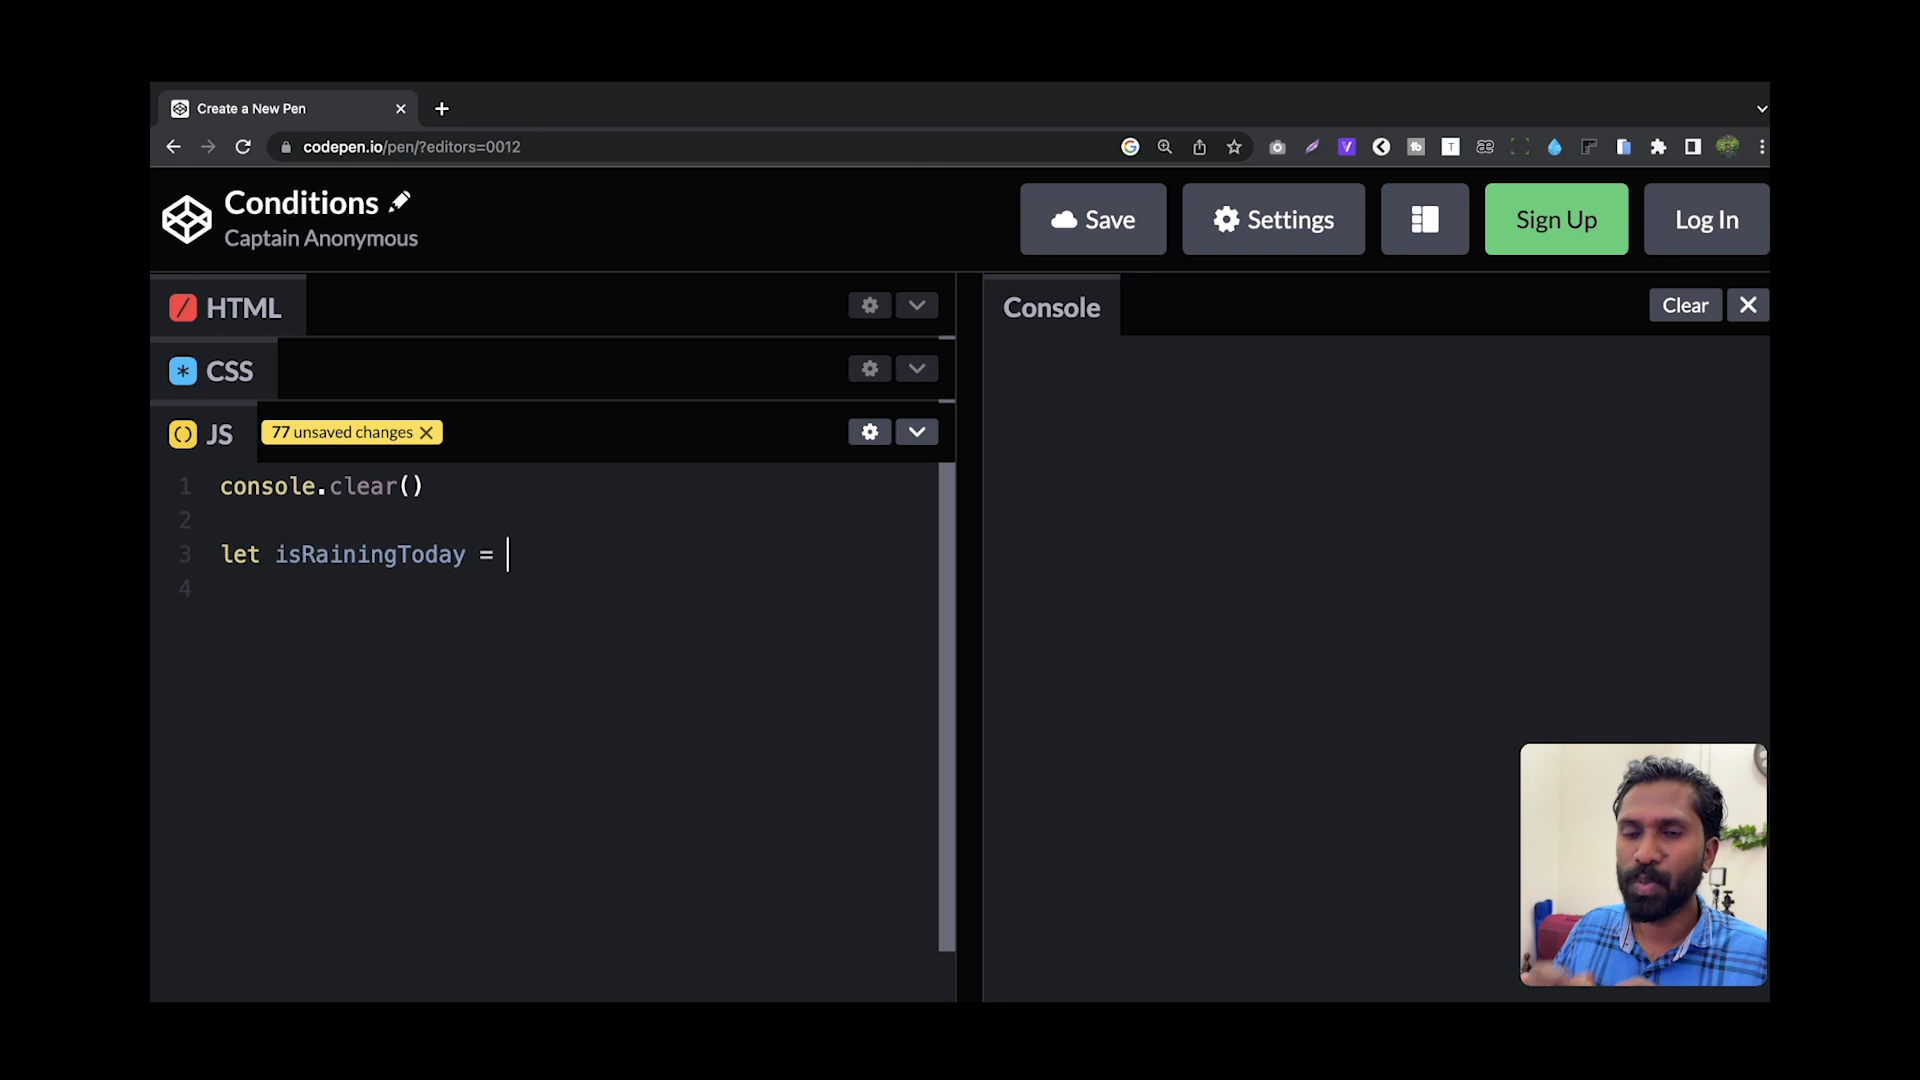 Create a New Pen
codepen.io/pen/?editors=0012
Conditions
Captain Anonymous
Save
Settings
Sign Up
Log In
HTML
Console
Clear
CSS
JS
77 unsaved changes
1 console.clear()
2
3 let isRainingToday =
4